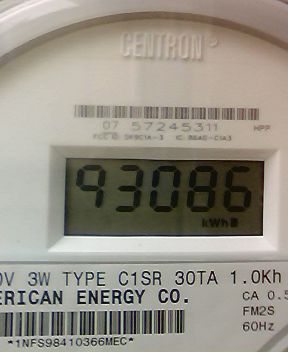 CENTRON
07 57245311 HPP
93086
kWh
0V 3W TYPE C1SR 30TA 1.0Kh
ERICAN ENERGY CO.
CA 0.5
FM2S
60Hz
*1NFS98410366MEC*